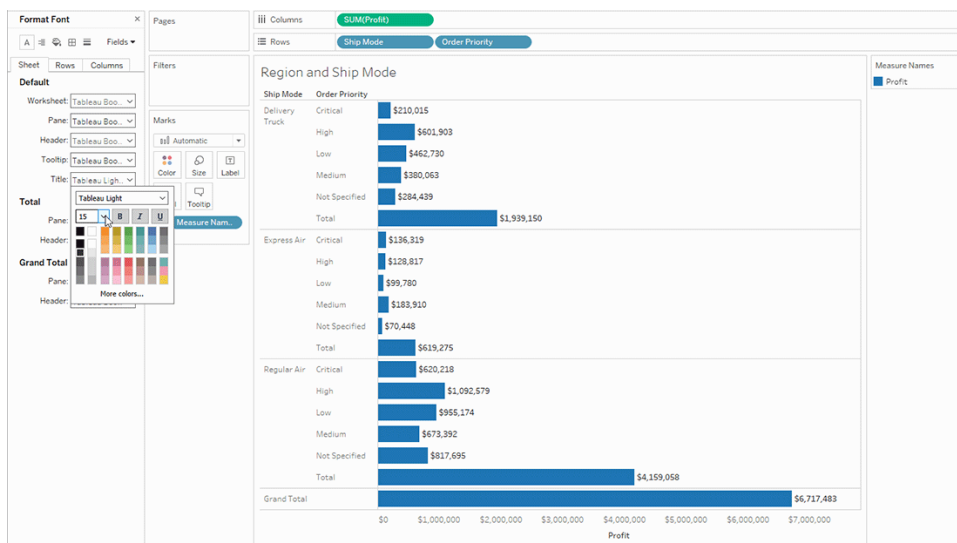 Format Font ×
Fields
Sheet Rows Columns
Default
Worksheet: Tableau Boo..
Pane: Tableau Boo..
Header: Tableau Boo..
Tooltip: Tableau Boo..
Title: Tableau Ligh..
Tableau Light
15 B I U
More colors...
Total
Pane:
Header:
Grand Total
Pane:
Header:
Pages
Filters
Marks
Automatic
Color Size Label
Tooltip
Measure Nam..
Columns SUM(Profit)
Rows Ship Mode Order Priority
Region and Ship Mode
Ship Mode Order Priority
Delivery Truck
Critical $210,015
High $601,903
Low $462,730
Medium $380,063
Not Specified $284,439
Total $1,939,150
Express Air Critical $136,319
High $128,817
Low $99,780
Medium $183,910
Not Specified $70,448
Total $619,275
Regular Air Critical $620,218
High $1,092,579
Low $955,174
Medium $673,392
Not Specified $817,695
Total $4,159,058
Grand Total $6,717,483
$0 $1,000,000 $2,000,000 $3,000,000 $4,000,000 $5,000,000 $6,000,000 $7,000,000
Profit
Measure Names
Profit